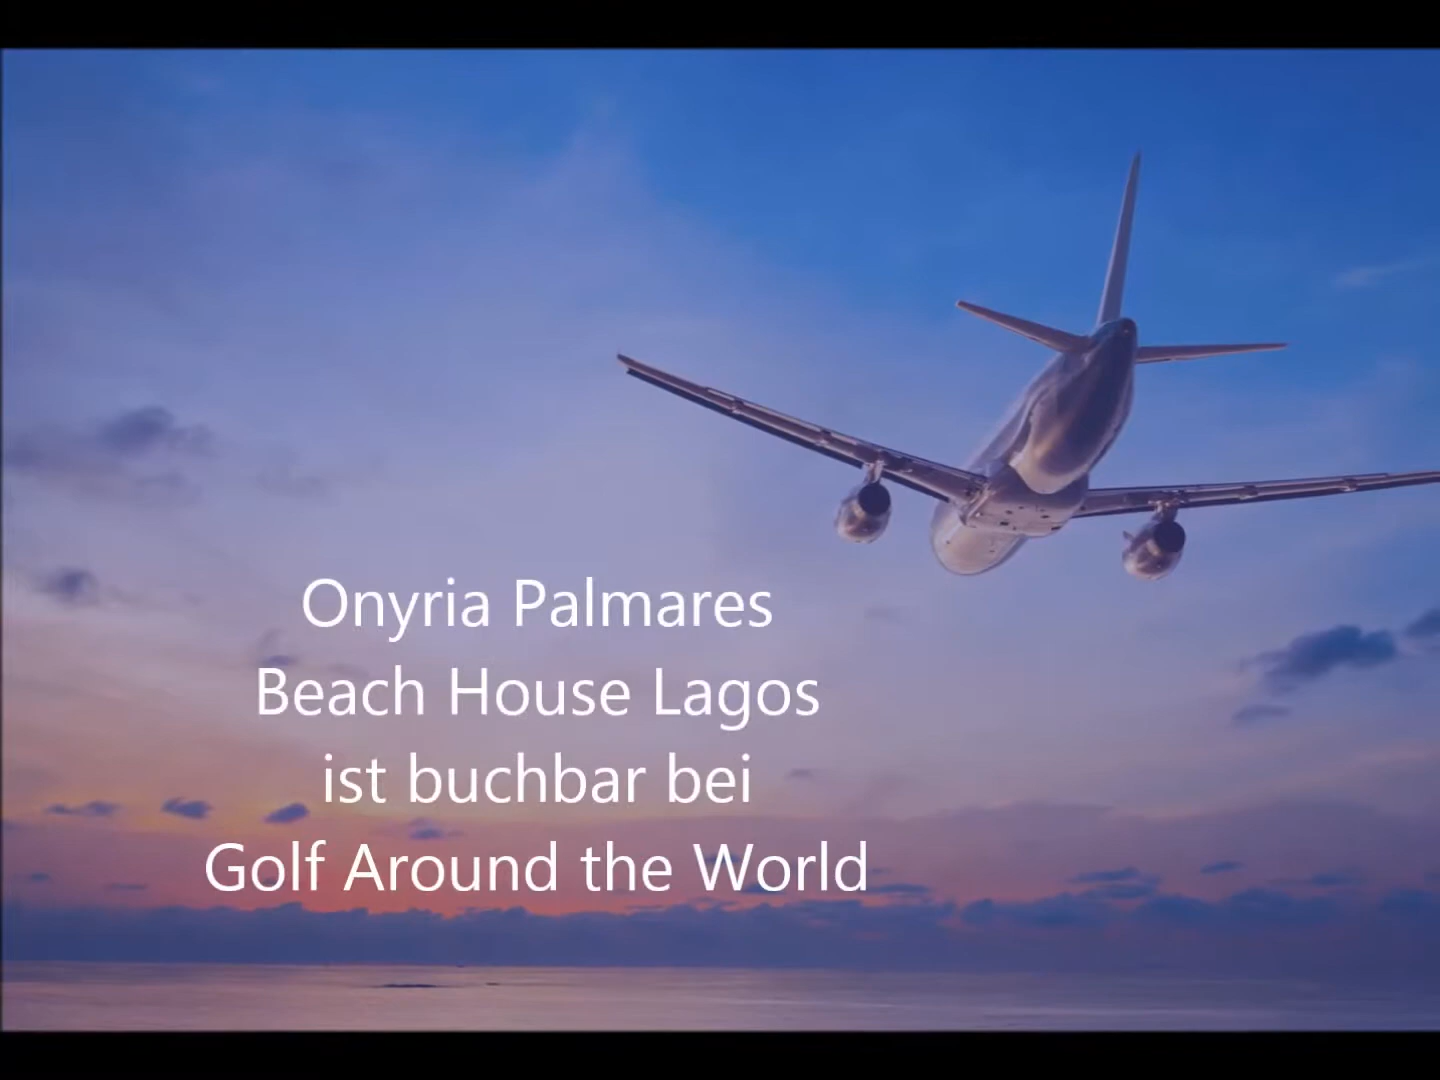 Onyria Palmares
Beach House Lagos
ist buchbar bei
Golf Around the World